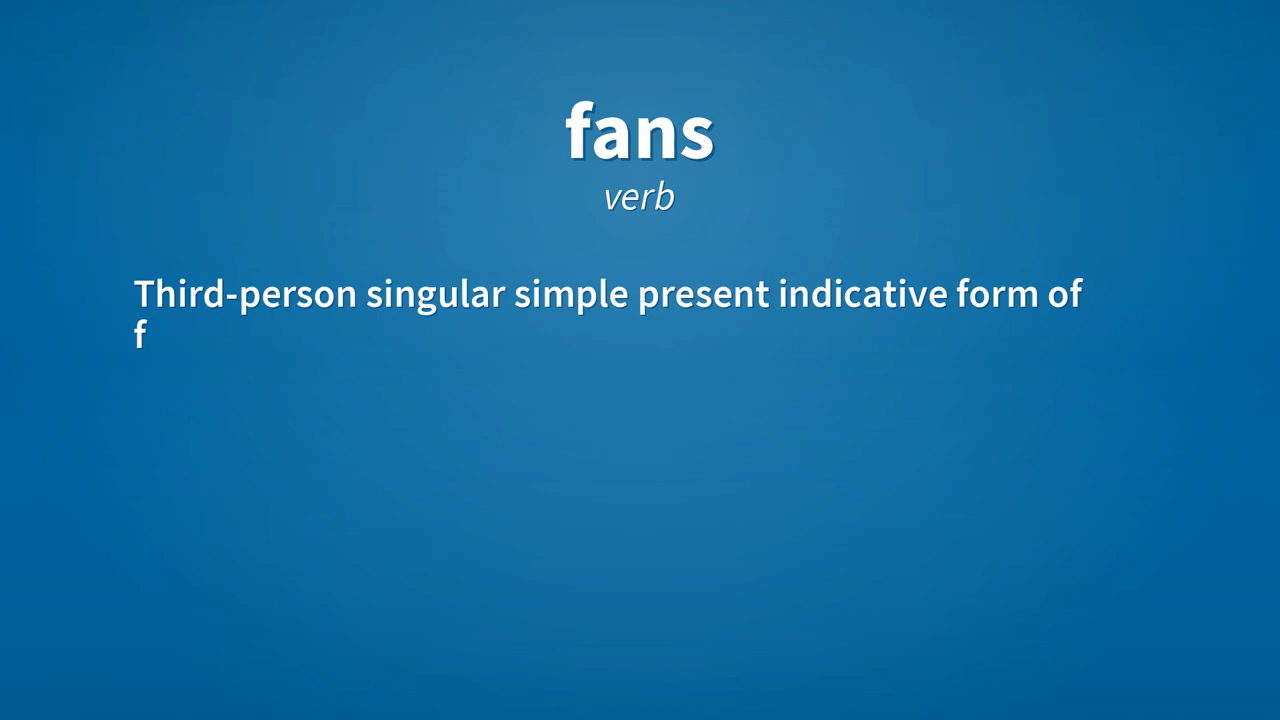 fans
verb
Third-person singular simple present indicative form of
f